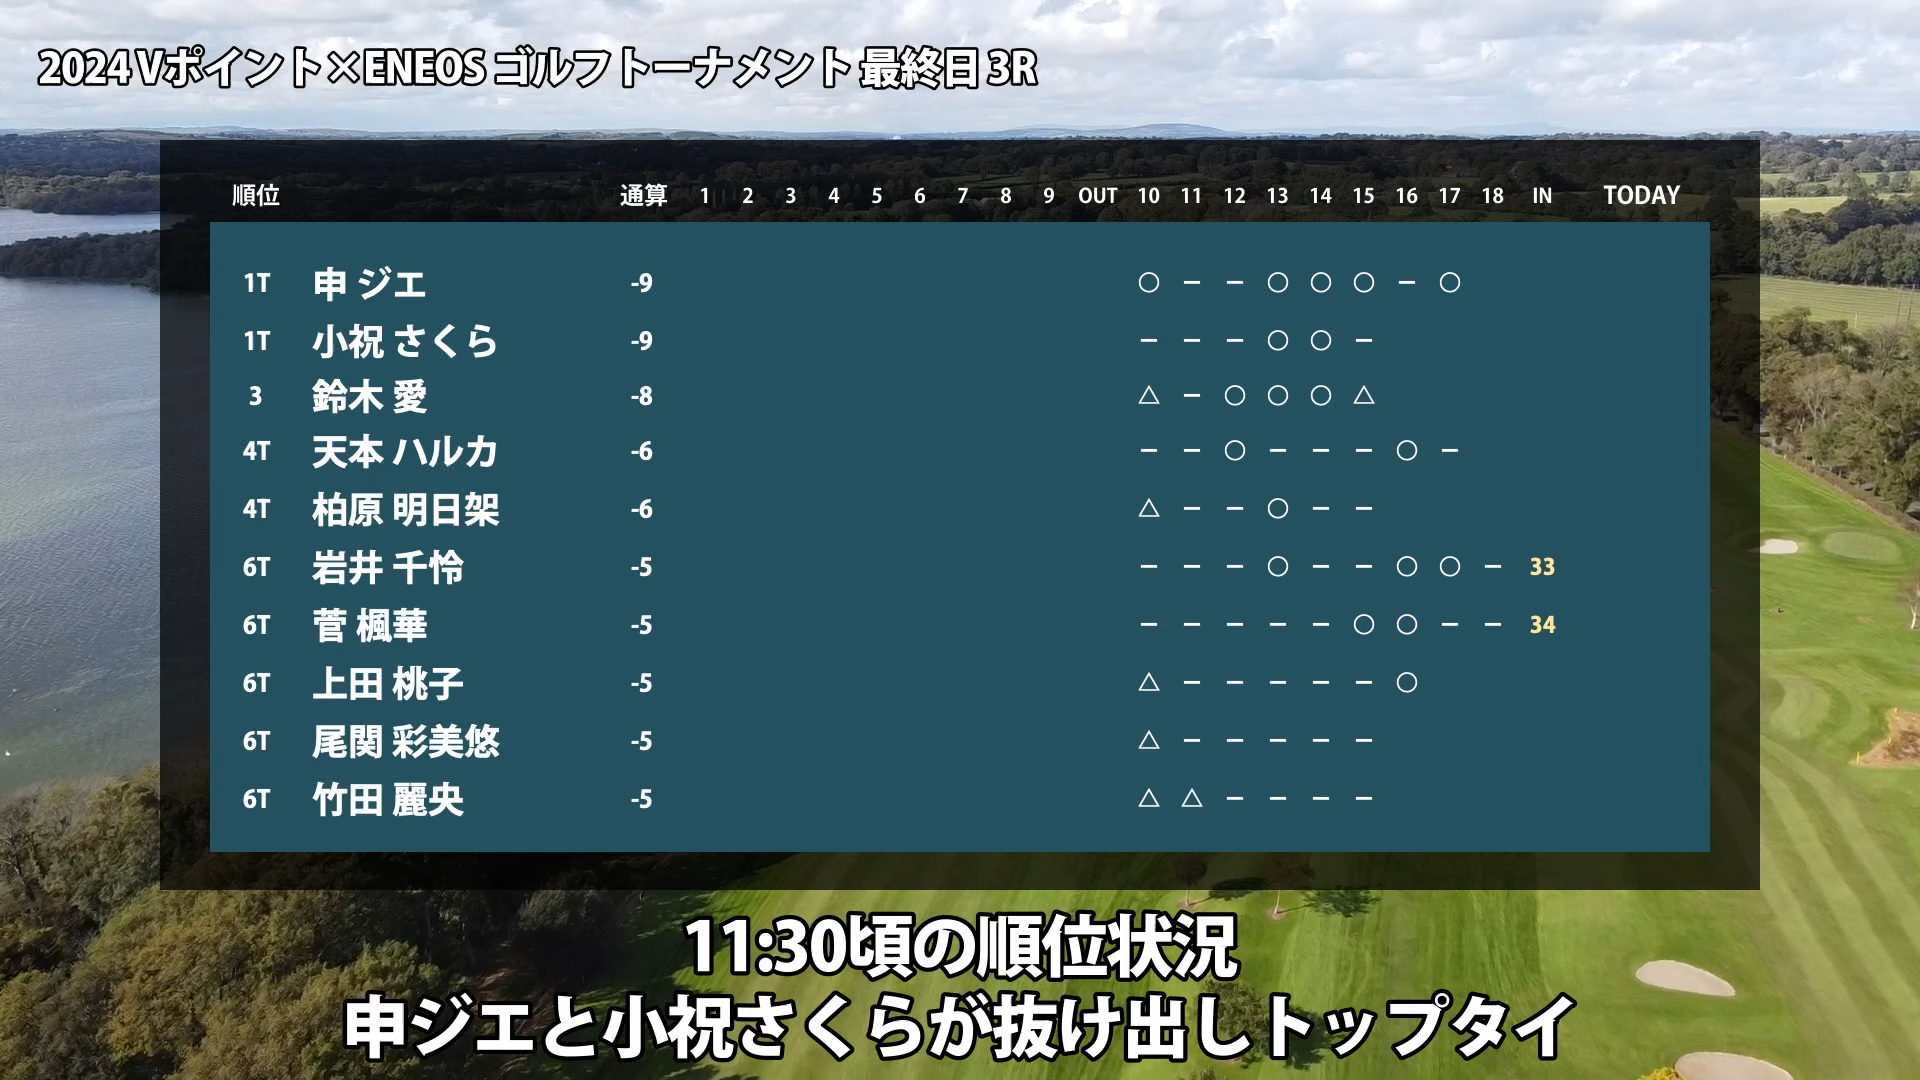 2024 Vポイント×ENEOS ゴルフトーナメント 最終日 3R
順位 通算 1 2 3 4 5 6 7 8 9 OUT 10 11 12 13 14 15 16 17 18 IN TODAY
1T 申 ジエ -9 ○ － － ○ ○ ○ － ○
1T 小祝 さくら -9 － － － ○ ○ －
3 鈴木 愛 -8 △ － ○ ○ ○ △
4T 天本 ハルカ -6 － － ○ － － － ○ －
4T 柏原 明日架 -6 △ － － ○ － －
6T 岩井 千怜 -5 － － － ○ － － ○ ○ － 33
6T 菅 楓華 -5 － － － － － ○ ○ － － 34
6T 上田 桃子 -5 △ － － － － － ○
6T 尾関 彩美悠 -5 △ － － － － －
6T 竹田 麗央 -5 △ △ － － － －
11:30頃の順位状況
申ジエと小祝さくらが抜け出しトップタイ